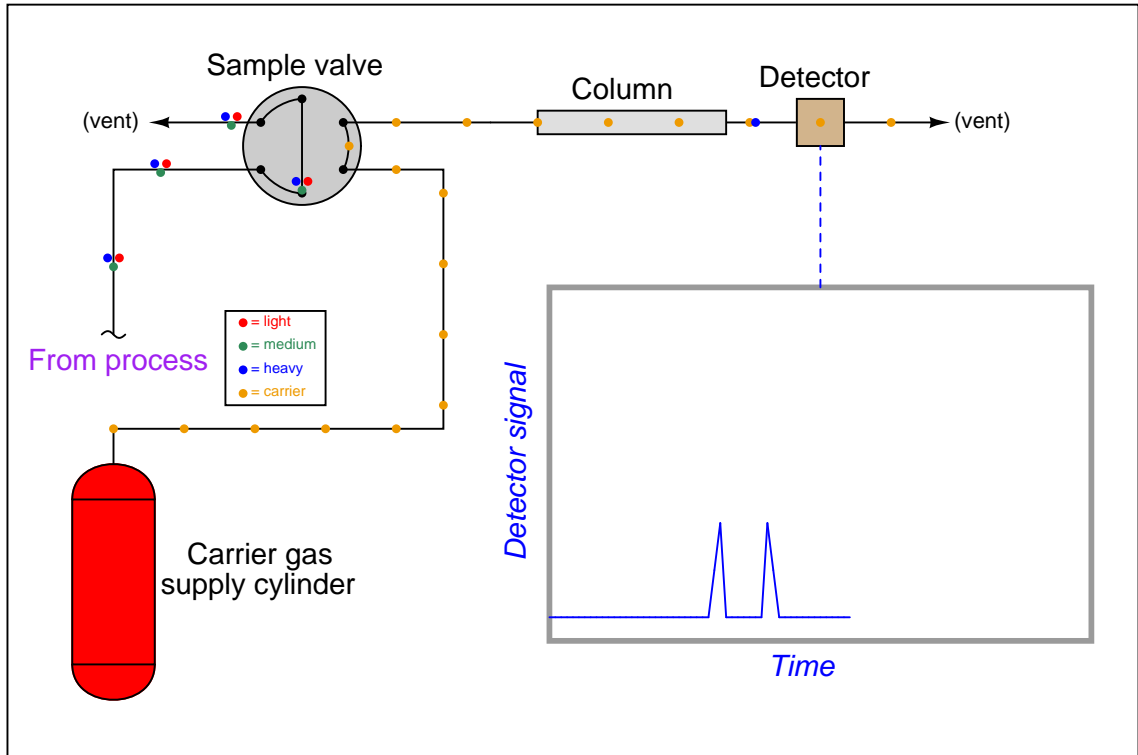 Sample valve
Column
Detector
(vent)
(vent)
= light
= medium
= heavy
= carrier
From process
Carrier gas
supply cylinder
Detector signal
Time